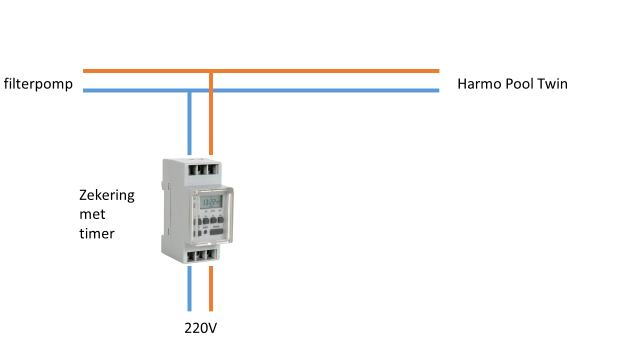 filterpomp
Harmo Pool Twin
Zekering
met
timer
220V